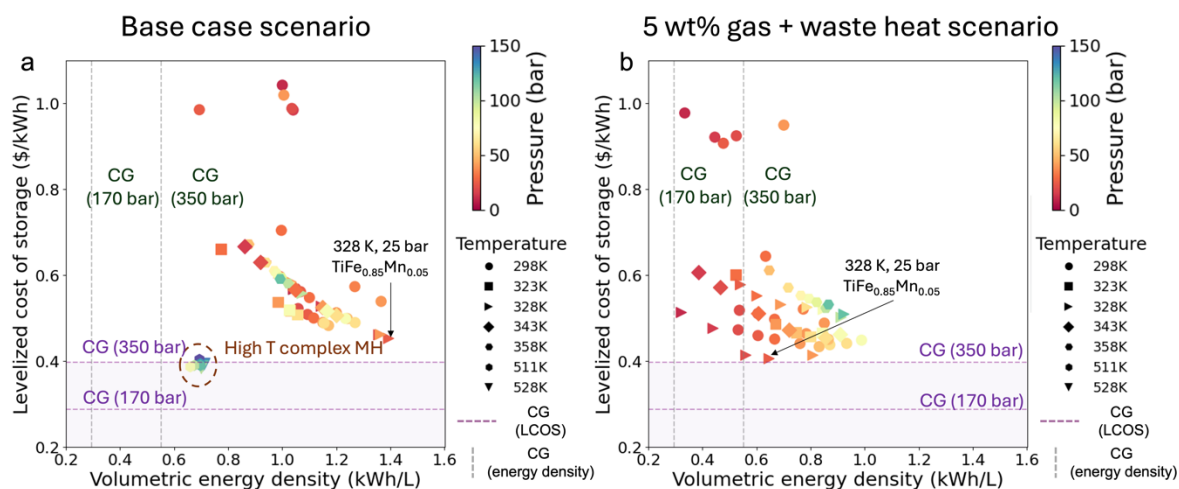 Base case scenario
5 wt% gas + waste heat scenario
a
Levelized cost of storage ($/kWh)
1.0
0.8
0.6
0.4
0.2
CG
(170 bar)
CG
(350 bar)
328 K, 25 bar
TiFe0.85Mn0.05
CG (350 bar)
High T complex MH
CG (170 bar)
0.2 0.4 0.6 0.8 1.0 1.2 1.4 1.6
Volumetric energy density (kWh/L)
150
100
50
0
Pressure (bar)
Temperature
298K
323K
328K
343K
358K
511K
528K
CG
(LCOS)
CG
(energy density)
b
Levelized cost of storage ($/kWh)
1.0
0.8
0.6
0.4
0.2
CG
(170 bar)
CG
(350 bar)
328 K, 25 bar
TiFe0.85Mn0.05
CG (350 bar)
CG (170 bar)
0.2 0.4 0.6 0.8 1.0 1.2 1.4 1.6
Volumetric energy density (kWh/L)
150
100
50
0
Pressure (bar)
Temperature
298K
323K
328K
343K
358K
511K
528K
CG
(LCOS)
CG
(energy density)